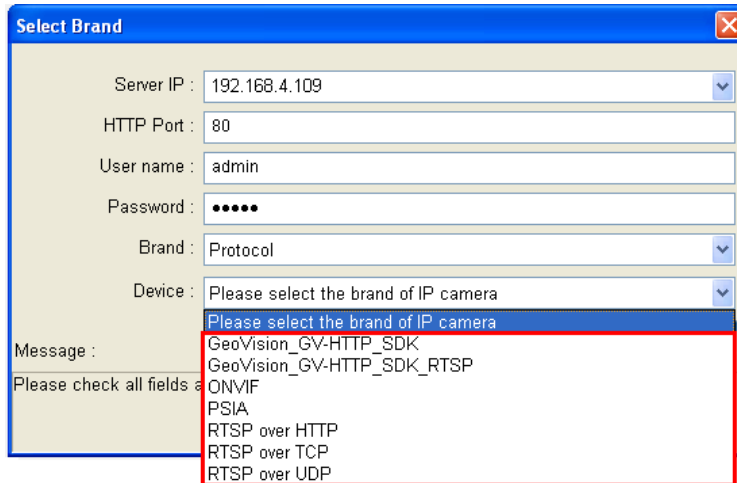 Select Brand
Server IP : 192.168.4.109
HTTP Port : 80
User name : admin
Password : •••••
Brand : Protocol
Device : Please select the brand of IP camera
Please select the brand of IP camera
GeoVision_GV-HTTP_SDK
Message :
GeoVision_GV-HTTP_SDK_RTSP
Please check all fields a
ONVIF
PSIA
RTSP over HTTP
RTSP over TCP
RTSP over UDP